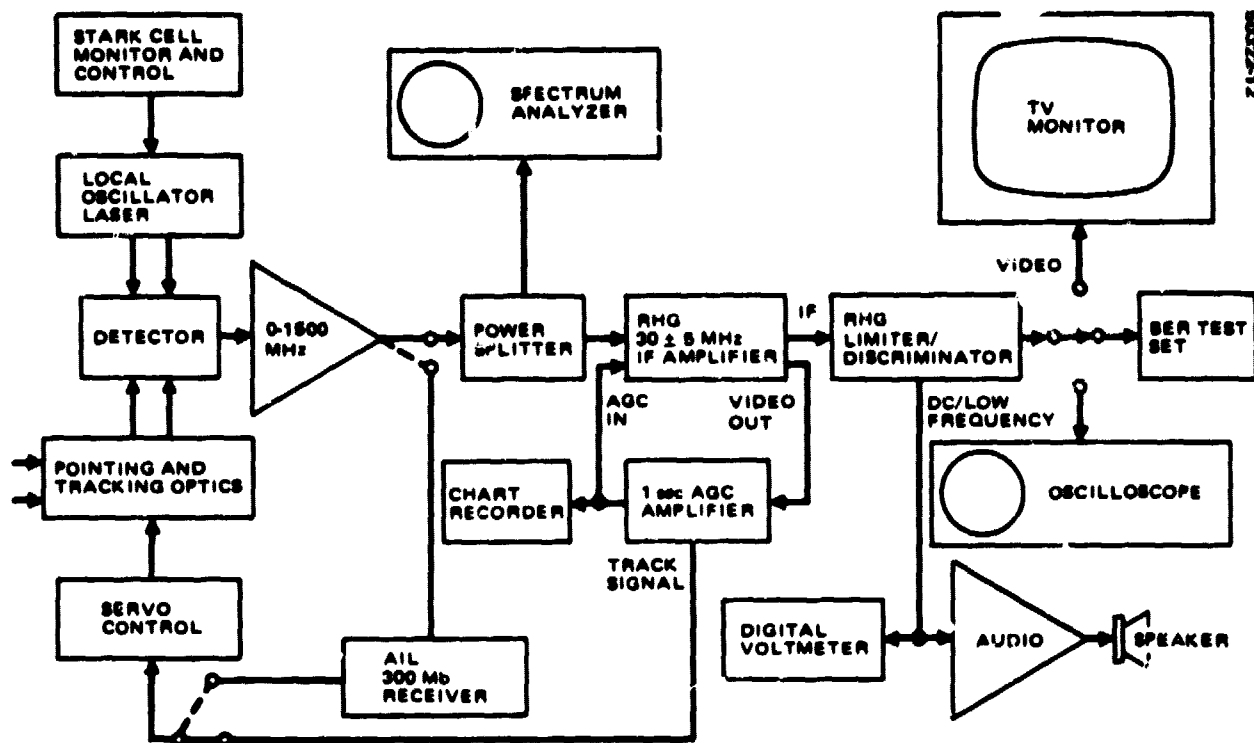 STARK CELL
MONITOR AND
CONTROL
SPECTRUM
ANALYZER
TV
MONITOR
LOCAL
OSCILLATOR
LASER
VIDEO
DETECTOR
0-1500
MHz
POWER
SPLITTER
RHG
30 ± 5 MHz
IF AMPLIFIER
IF
RHG
LIMITER/
DISCRIMINATOR
BER TEST
SET
AGC
IN
VIDEO
OUT
DC/LOW
FREQUENCY
POINTING AND
TRACKING OPTICS
CHART
RECORDER
1 sec AGC
AMPLIFIER
OSCILLOSCOPE
TRACK
SIGNAL
SERVO
CONTROL
AIL
300 Mb
RECEIVER
DIGITAL
VOLTMETER
AUDIO
SPEAKER